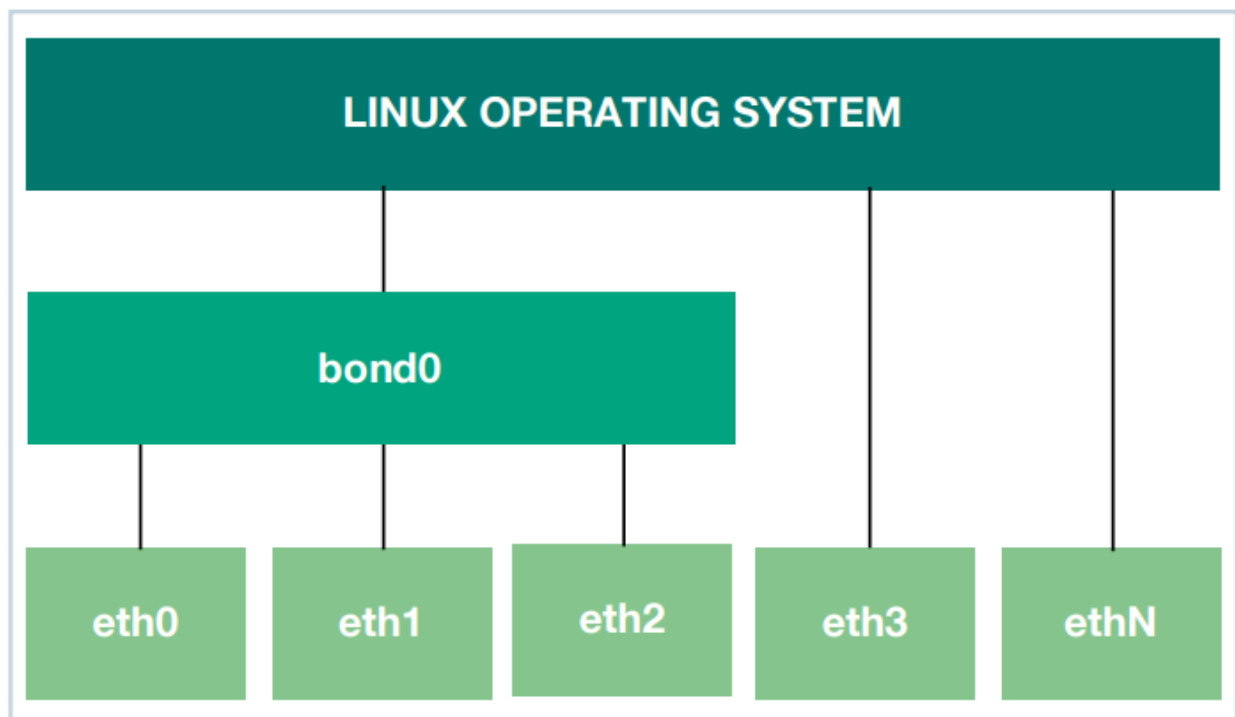 LINUX OPERATING SYSTEM
bond0
eth0
eth1
eth2
eth3
ethN